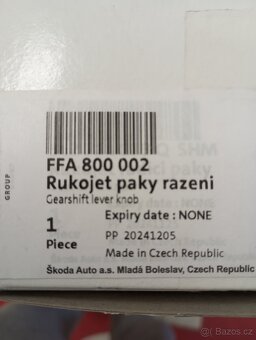 GROUP
FFA 800 002
Rukojet paky razeni
Gearshift lever knob
1
Piece
Expiry date : NONE
PP 20241205
Made in Czech Republic
Škoda Auto a.s. Mladá Boleslav, Czech Republic
Bazoš.cz